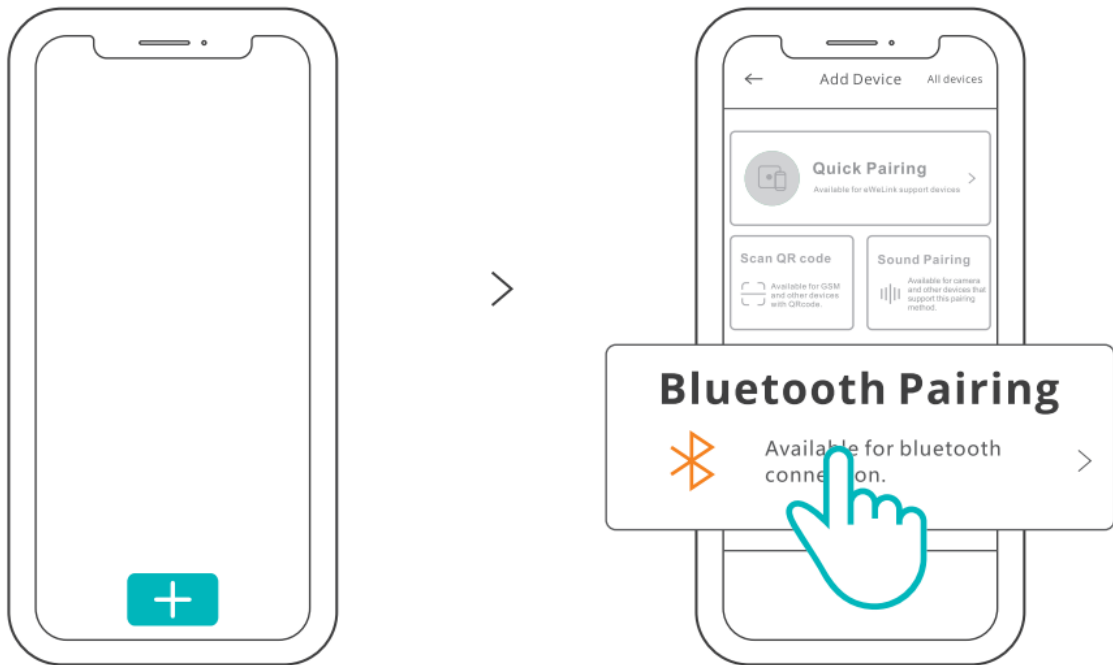 Add Device All devices
Quick Pairing
Available for eWeLink support devices
Scan QR code
Available for GSM
and other devices
with QRcode.
Sound Pairing
Available for camera
and other devices that
support this pairing
method.
Bluetooth Pairing
Available for bluetooth
connection.